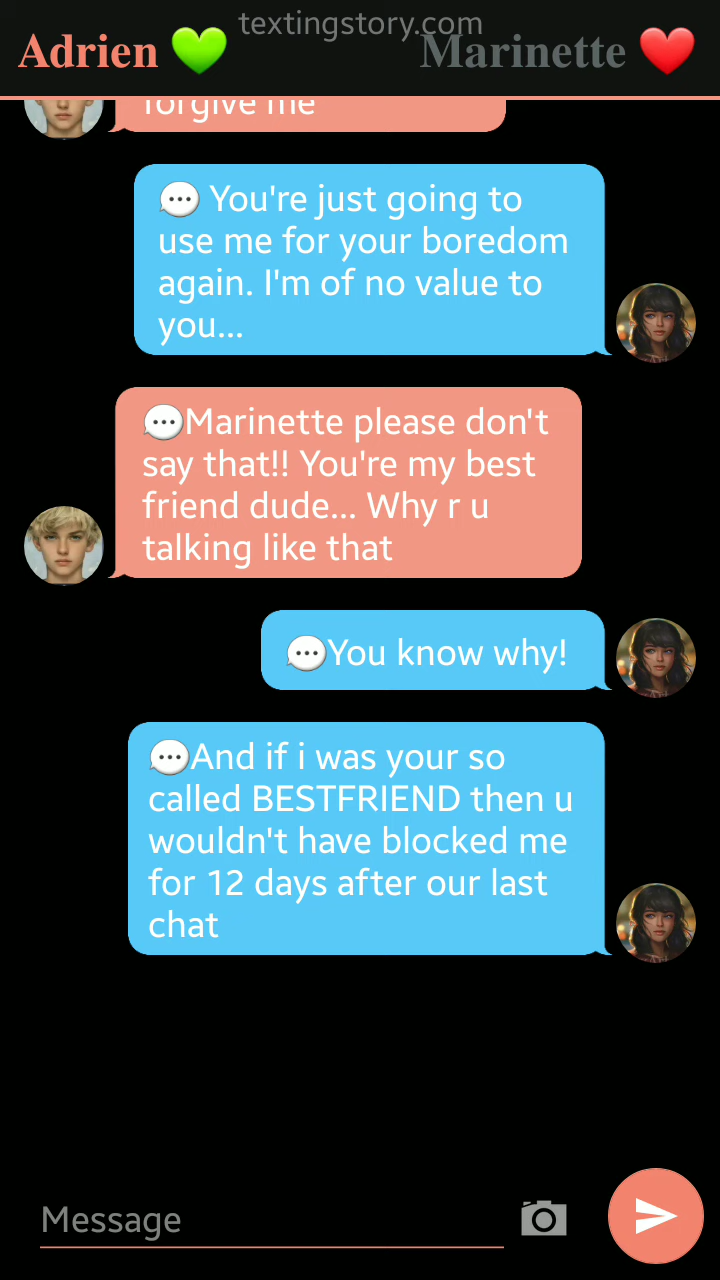 textingstory.com
Adrien 💚 Marinette ❤️
forgive me
💬 You're just going to
use me for your boredom
again. I'm of no value to
you...
💬Marinette please don't
say that!! You're my best
friend dude... Why r u
talking like that
💬You know why!
💬And if i was your so
called BESTFRIEND then u
wouldn't have blocked me
for 12 days after our last
chat
Message